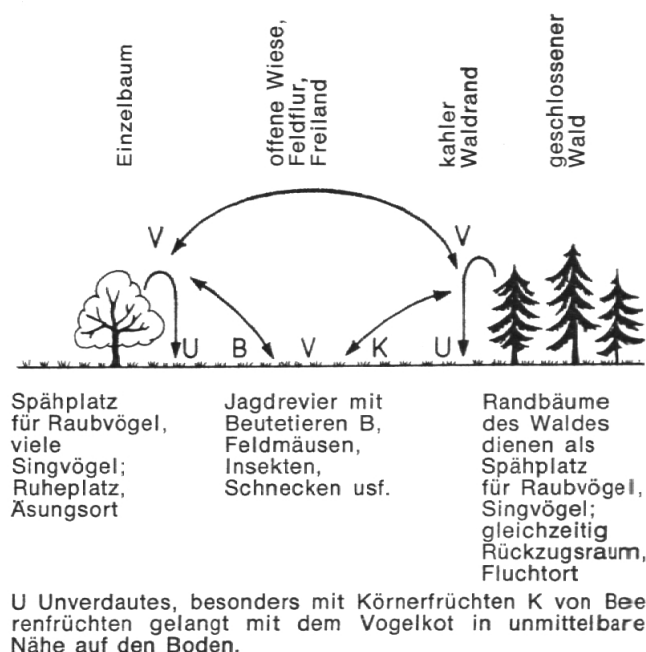 Einzelbaum
offene Wiese,
Feldflur,
Freiland
kahler
Waldrand
geschlossener
Wald
V
V
U B V K U
Spähplatz
für Raubvögel,
viele
Singvögel;
Ruheplatz,
Äsungsort
Jagdrevier mit
Beutetieren B,
Feldmäusen,
Insekten,
Schnecken usf.
Randbäume
des Waldes
dienen als
Spähplatz
für Raubvögel,
Singvögel;
gleichzeitig
Rückzugsraum,
Fluchtort
U Unverdautes, besonders mit Körnerfrüchten K von Bee
renfrüchten gelangt mit dem Vogelkot in unmittelbare
Nähe auf den Boden.